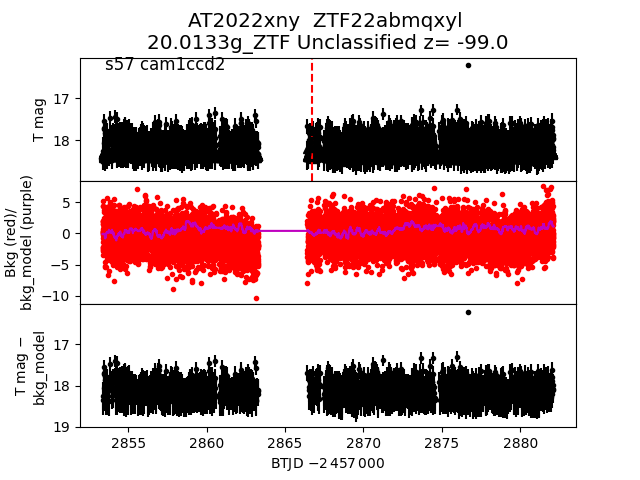 AT2022xny  ZTF22abmqxyl
20.0133g_ZTF Unclassified z= -99.0
s57 cam1ccd2
T mag
17
18
Bkg (red)/
bkg_model (purple)
5
0
−5
−10
T mag −
bkg_model
17
18
19
2855
2860
2865
2870
2875
2880
BTJD −2 457 000